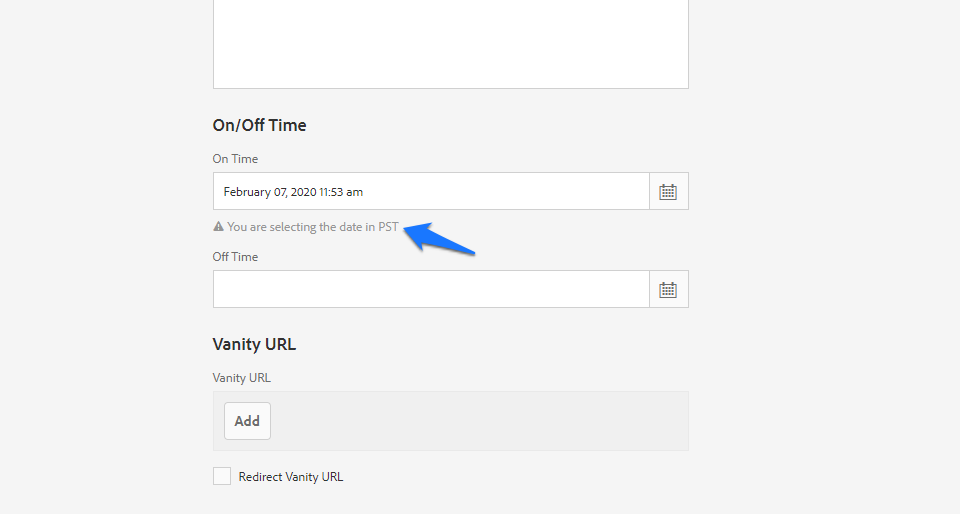 On/Off Time
On Time
February 07, 2020 11:53 am
You are selecting the date in PST
Off Time
Vanity URL
Vanity URL
Add
Redirect Vanity URL